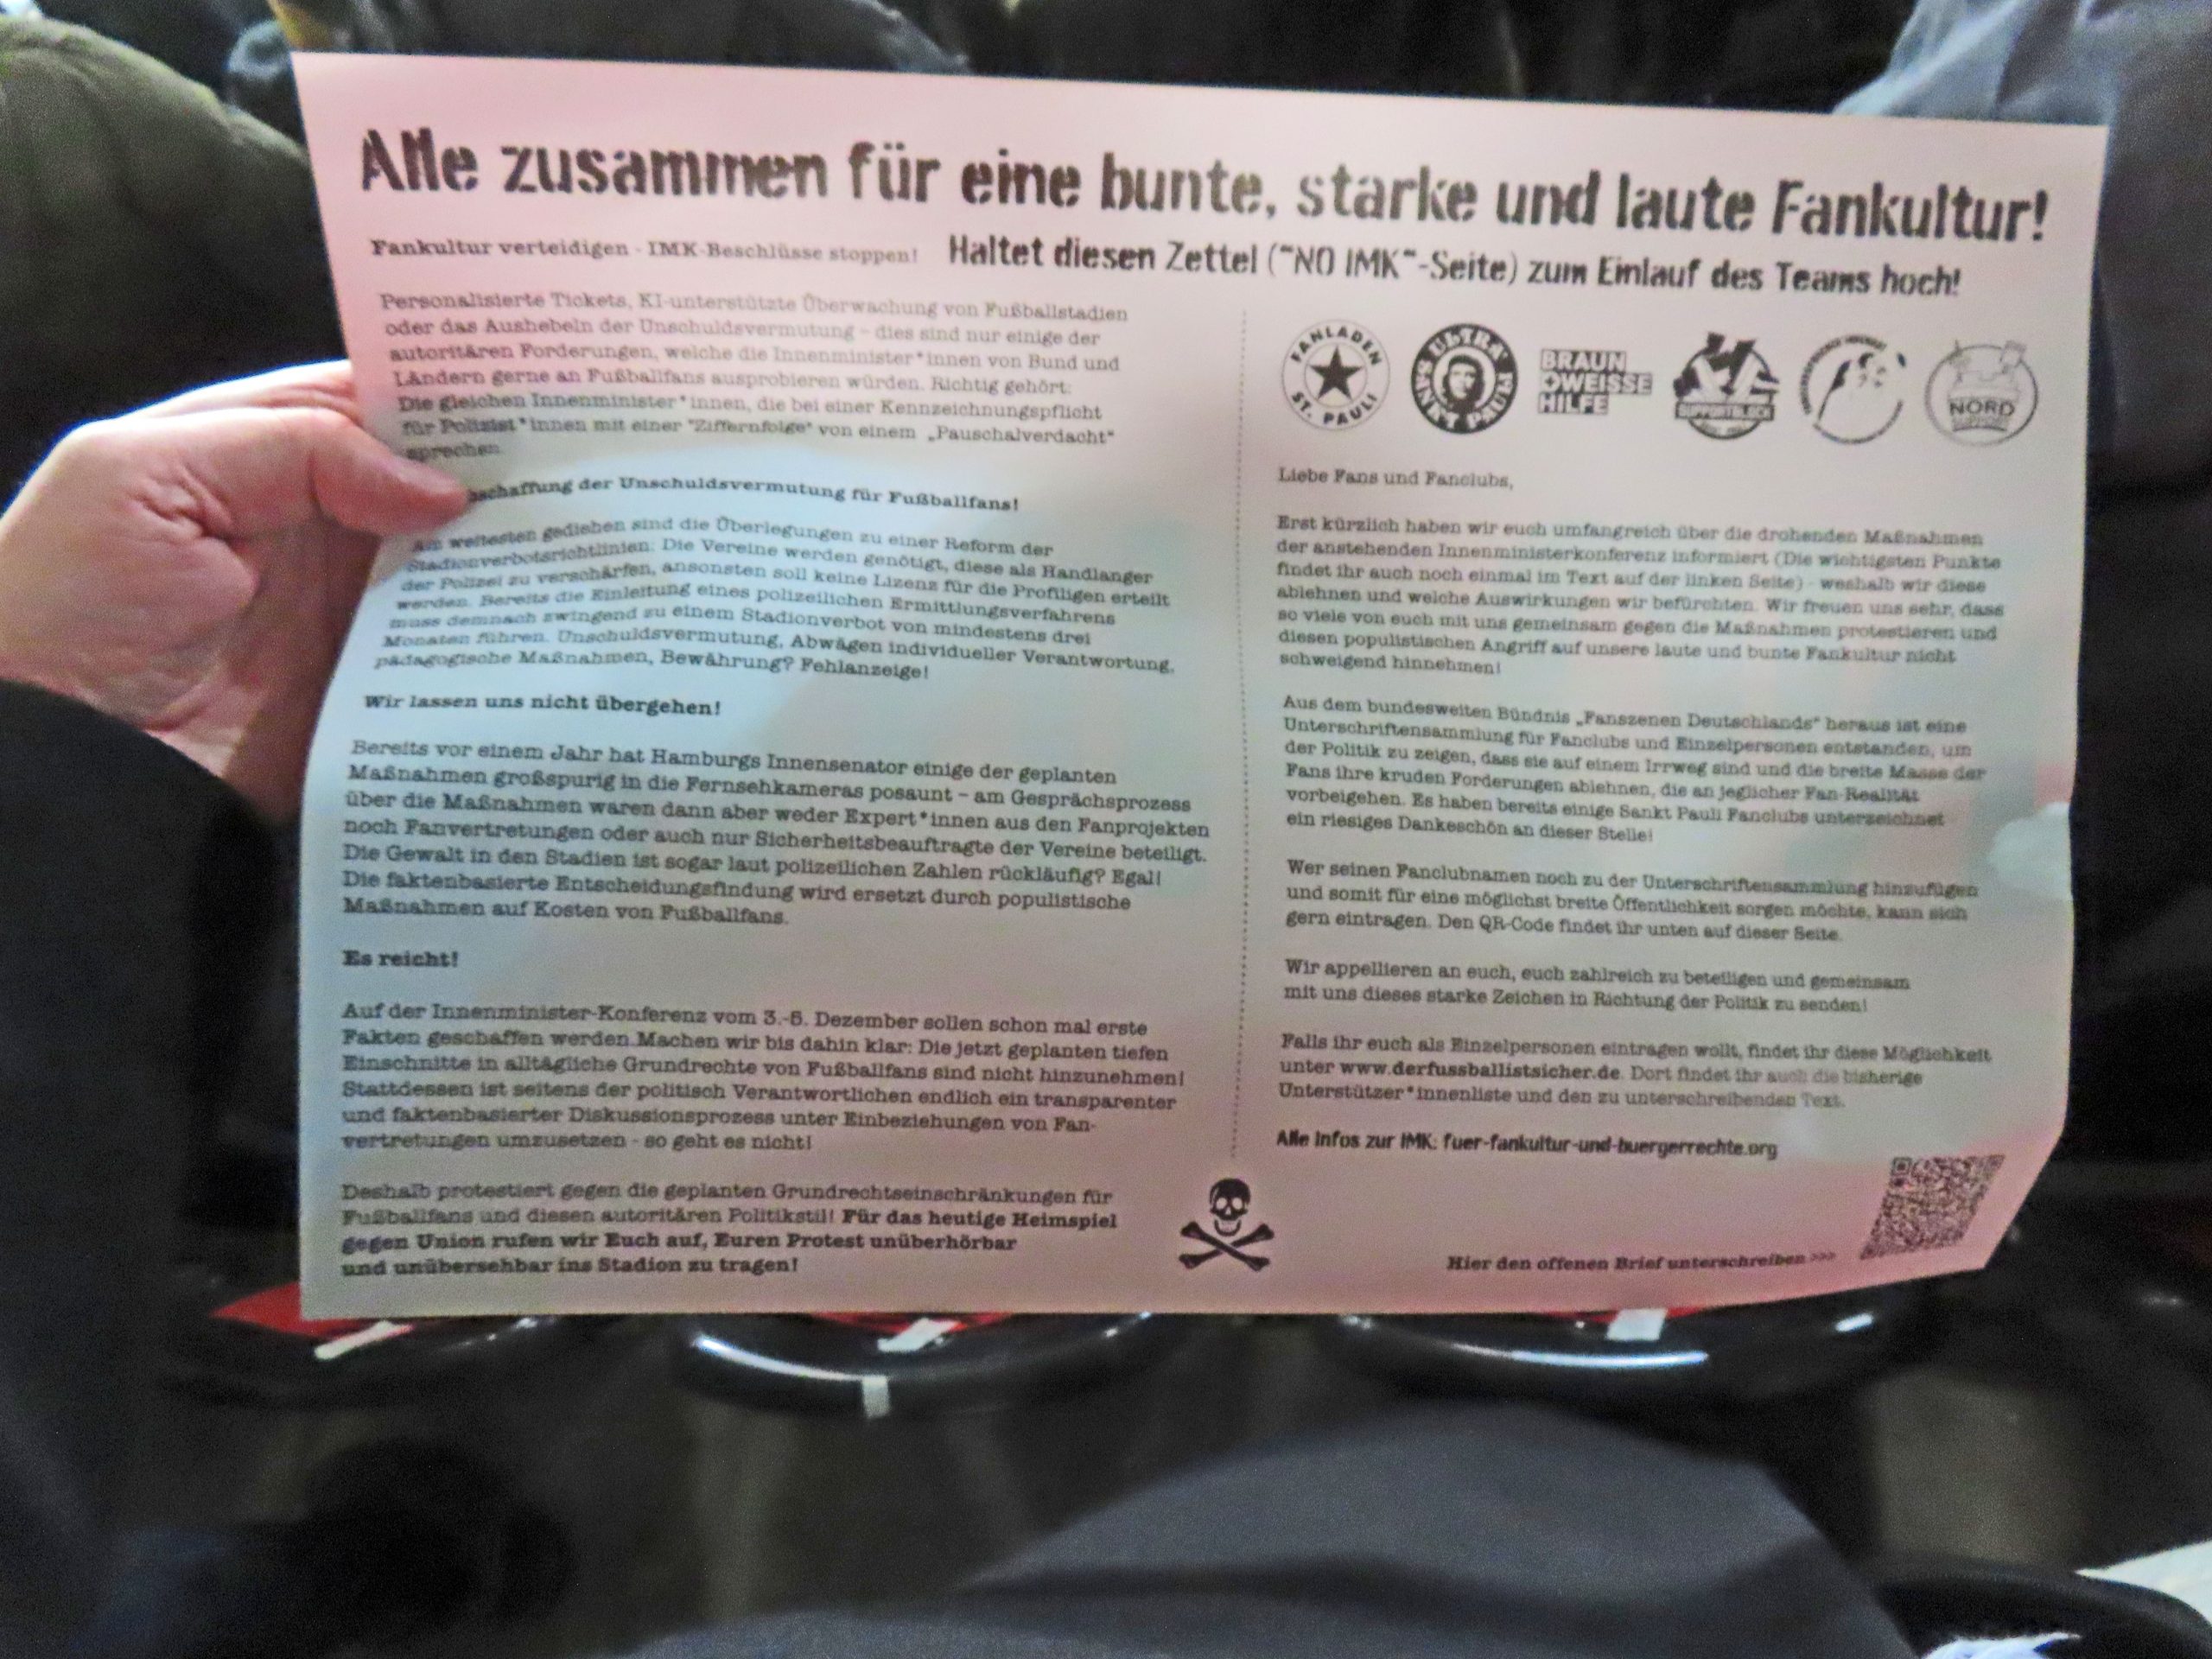 Alle zusammen für eine bunte, starke und laute Fankultur!
Fankultur verteidigen - IMK-Beschlüsse stoppen!
Haltet diesen Zettel ("NO IMK"-Seite) zum Einlauf des Teams hoch!
Personalisierte Tickets, KI-unterstützte Überwachung von Fußballstadien
oder das Aushebeln der Unschuldsvermutung – dies sind nur einige der
autoritären Forderungen, welche die Innenminister*innen von Bund und
Ländern gerne an Fußballfans ausprobieren würden. Richtig gehört:
Die gleichen Innenminister*innen, die bei einer Kennzeichnungspflicht
für Polizist*innen mit einer "Ziffernfolge" von einem „Pauschalverdacht"
sprechen.
bschaffung der Unschuldsvermutung für Fußballfans!
Am weitesten gediehen sind die Überlegungen zu einer Reform der
Stadionverbotsrichtlinien: Die Vereine werden genötigt, diese als Handlanger
der Polizei zu verschärfen, ansonsten soll keine Lizenz für die Profiligen erteilt
werden. Bereits die Einleitung eines polizeilichen Ermittlungsverfahrens
muss demnach zwingend zu einem Stadionverbot von mindestens drei
Monaten führen. Unschuldsvermutung, Abwägen individueller Verantwortung,
pädagogische Maßnahmen, Bewährung? Fehlanzeige!
Wir lassen uns nicht übergehen!
Bereits vor einem Jahr hat Hamburgs Innensenator einige der geplanten
Maßnahmen großspurig in die Fernsehkameras posaunt – am Gesprächsprozess
über die Maßnahmen waren dann aber weder Expert*innen aus den Fanprojekten
noch Fanvertretungen oder auch nur Sicherheitsbeauftragte der Vereine beteiligt.
Die Gewalt in den Stadien ist sogar laut polizeilichen Zahlen rückläufig? Egal!
Die faktenbasierte Entscheidungsfindung wird ersetzt durch populistische
Maßnahmen auf Kosten von Fußballfans.
Es reicht!
Auf der Innenminister-Konferenz vom 3.-5. Dezember sollen schon mal erste
Fakten geschaffen werden.Machen wir bis dahin klar: Die jetzt geplanten tiefen
Einschnitte in alltägliche Grundrechte von Fußballfans sind nicht hinzunehmen!
Stattdessen ist seitens der politisch Verantwortlichen endlich ein transparenter
und faktenbasierter Diskussionsprozess unter Einbeziehungen von Fan-
vertretungen umzusetzen - so geht es nicht!
Deshalb protestiert gegen die geplanten Grundrechtseinschränkungen für
Fußballfans und diesen autoritären Politikstil! Für das heutige Heimspiel
gegen Union rufen wir Euch auf, Euren Protest unüberhörbar
und unübersehbar ins Stadion zu tragen!
FANLADEN ST. PAULI
ULTRA SANKT PAULI
BRAUN
+WEISSE
HILFE
SUPPORTBLOCK
NORD
SUPPORT
Liebe Fans und Fanclubs,
Erst kürzlich haben wir euch umfangreich über die drohenden Maßnahmen
der anstehenden Innenministerkonferenz informiert (Die wichtigsten Punkte
findet ihr auch noch einmal im Text auf der linken Seite) - weshalb wir diese
ablehnen und welche Auswirkungen wir befürchten. Wir freuen uns sehr, dass
so viele von euch mit uns gemeinsam gegen die Maßnahmen protestieren und
diesen populistischen Angriff auf unsere laute und bunte Fankultur nicht
schweigend hinnehmen!
Aus dem bundesweiten Bündnis „Fanszenen Deutschlands" heraus ist eine
Unterschriftensammlung für Fanclubs und Einzelpersonen entstanden, um
der Politik zu zeigen, dass sie auf einem Irrweg sind und die breite Masse der
Fans ihre kruden Forderungen ablehnen, die an jeglicher Fan-Realität
vorbeigehen. Es haben bereits einige Sankt Pauli Fanclubs unterzeichnet
ein riesiges Dankeschön an dieser Stelle!
Wer seinen Fanclubnamen noch zu der Unterschriftensammlung hinzufügen
und somit für eine möglichst breite Öffentlichkeit sorgen möchte, kann sich
gern eintragen. Den QR-Code findet ihr unten auf dieser Seite.
Wir appellieren an euch, euch zahlreich zu beteiligen und gemeinsam
mit uns dieses starke Zeichen in Richtung der Politik zu senden!
Falls ihr euch als Einzelpersonen eintragen wollt, findet ihr diese Möglichkeit
unter www.derfussballistsicher.de. Dort findet ihr auch die bisherige
Unterstützer*innenliste und den zu unterschreibenden Text.
Alle Infos zur IMK: fuer-fankultur-und-buergerrechte.org
Hier den offenen Brief unterschreiben >>>